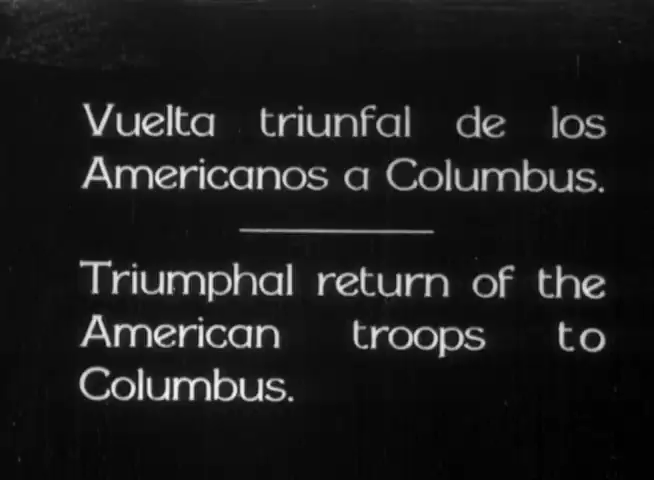 Vuelta triunfal de los
Americanos a Columbus.
Triumphal return of the
American troops to
Columbus.